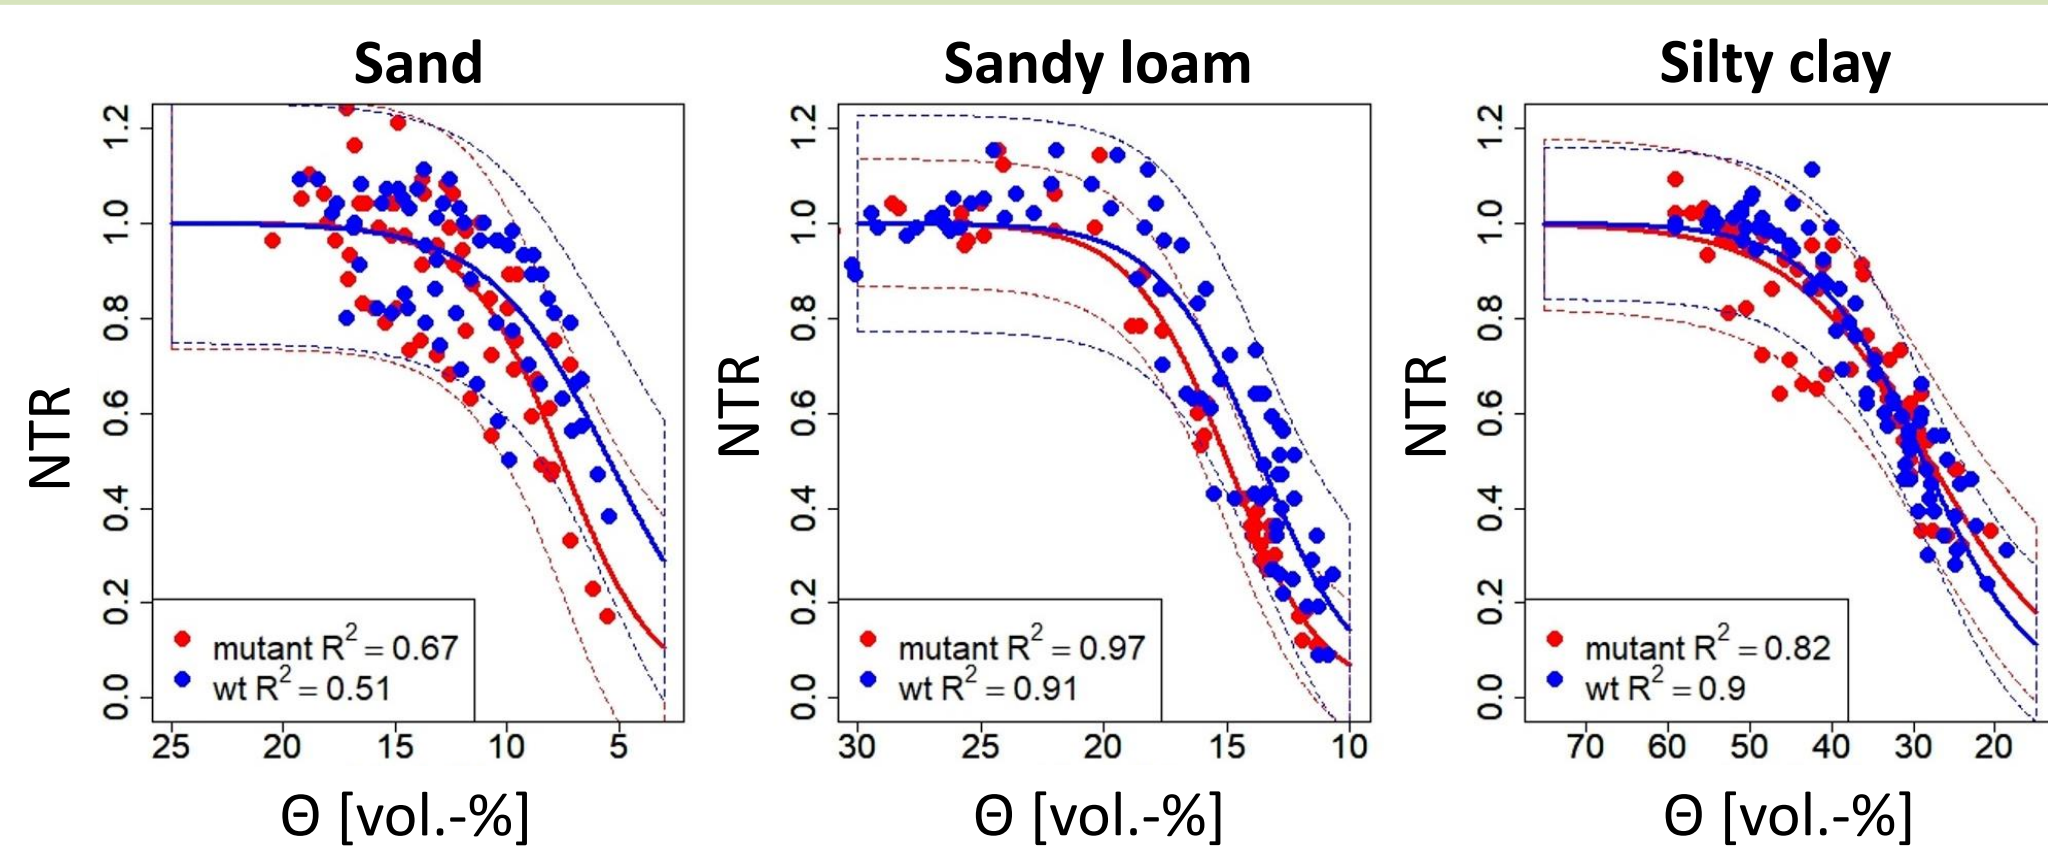 Sand
NTR
1.2
1.0
0.8
0.6
0.4
0.2
0.0
mutant R² = 0.67
wt R² = 0.51
25 20 15 10 5
Θ [vol.-%]
Sandy loam
NTR
1.2
1.0
0.8
0.6
0.4
0.2
0.0
mutant R² = 0.97
wt R² = 0.91
30 25 20 15 10
Θ [vol.-%]
Silty clay
NTR
1.2
1.0
0.8
0.6
0.4
0.2
0.0
mutant R² = 0.82
wt R² = 0.9
70 60 50 40 30 20
Θ [vol.-%]